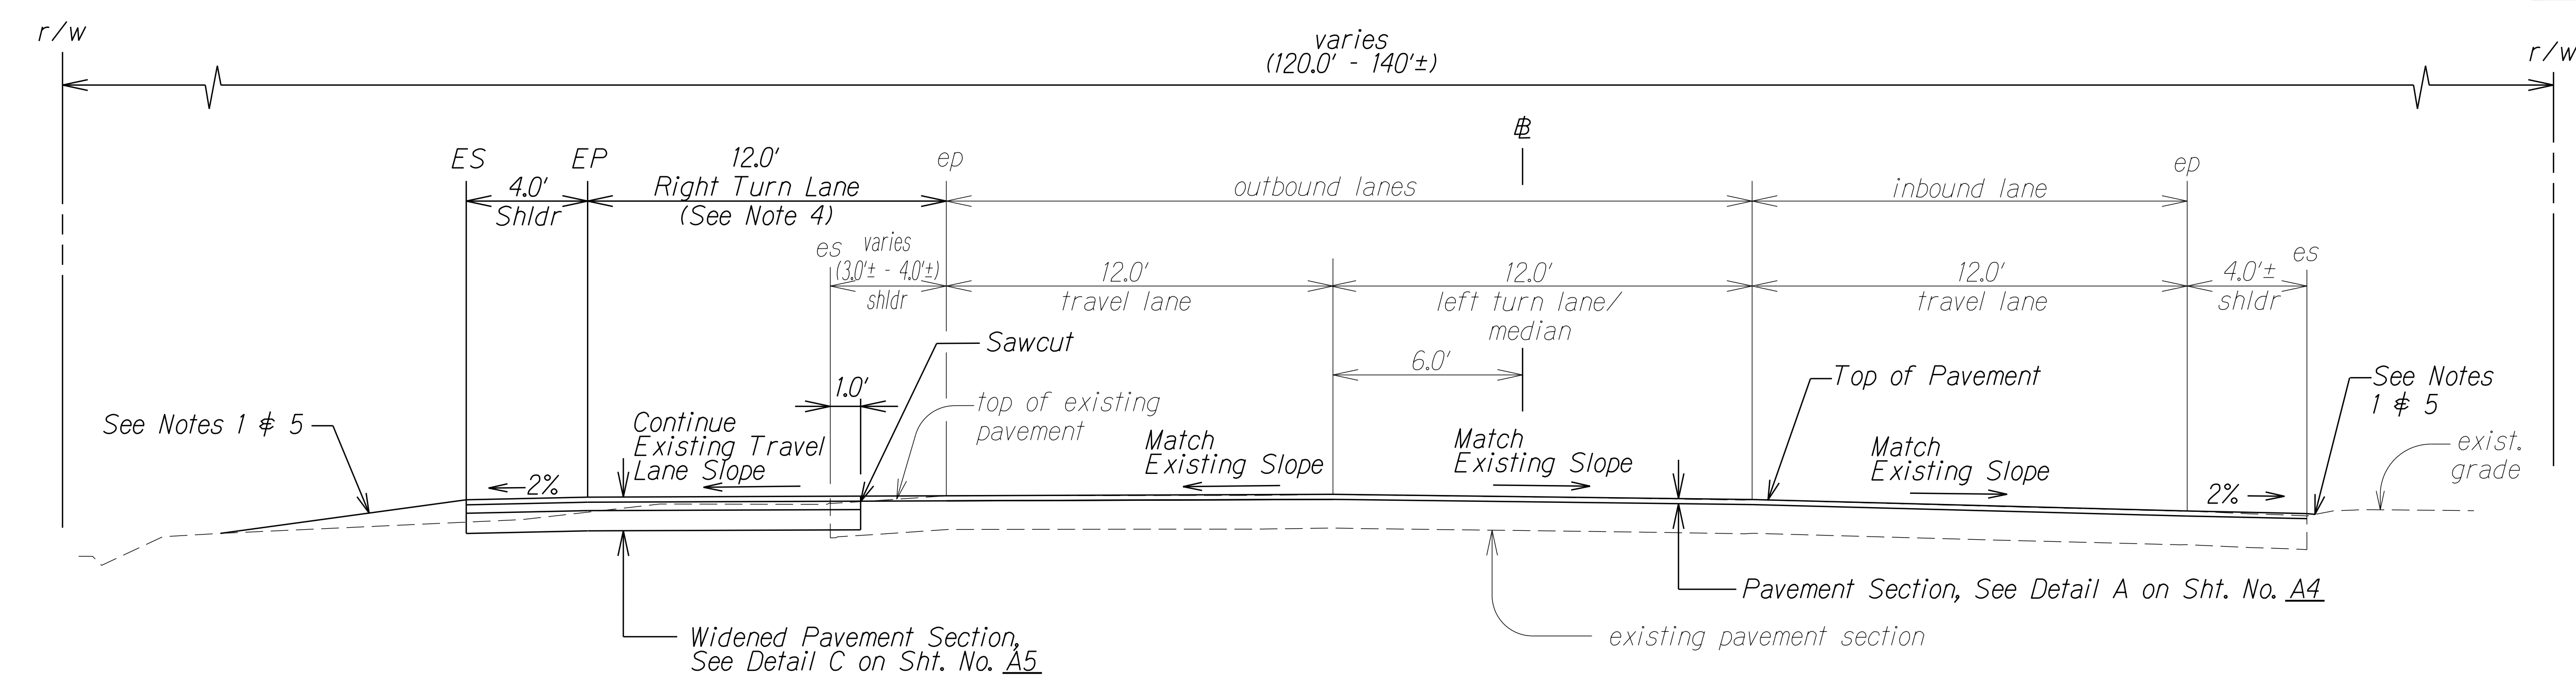 r/w
varies
(120.0' - 140'±)
r/w
℄
ES
EP
12.0'
ep
ep
4.0'
Right Turn Lane
outbound lanes
inbound lane
Shldr
(See Note 4)
es
varies
(3.0'± - 4.0'±)
shldr
12.0'
travel lane
12.0'
left turn lane/
median
12.0'
travel lane
4.0'±
shldr
es
6.0'
Sawcut
1.0'
top of existing
pavement
Top of Pavement
See Notes
1 & 5
See Notes 1 & 5
Continue
Existing Travel
Lane Slope
Match
Existing Slope
Match
Existing Slope
Match
Existing Slope
exist.
grade
2%
2%
Pavement Section, See Detail A on Sht. No. A4
Widened Pavement Section,
See Detail C on Sht. No. A5
existing pavement section